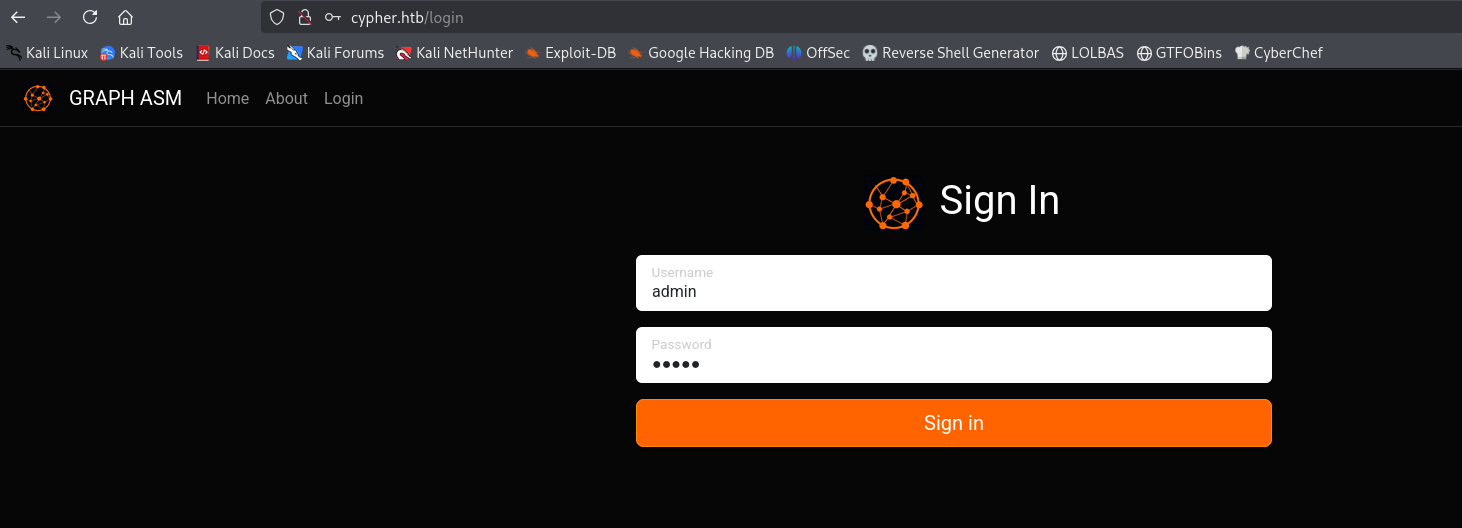 cypher.htb/login
Kali Linux Kali Tools Kali Docs Kali Forums Kali NetHunter Exploit-DB Google Hacking DB OffSec Reverse Shell Generator LOLBAS GTFOBins CyberChef
GRAPH ASM Home About Login
Sign In
Username
admin
Password
•••••
Sign in